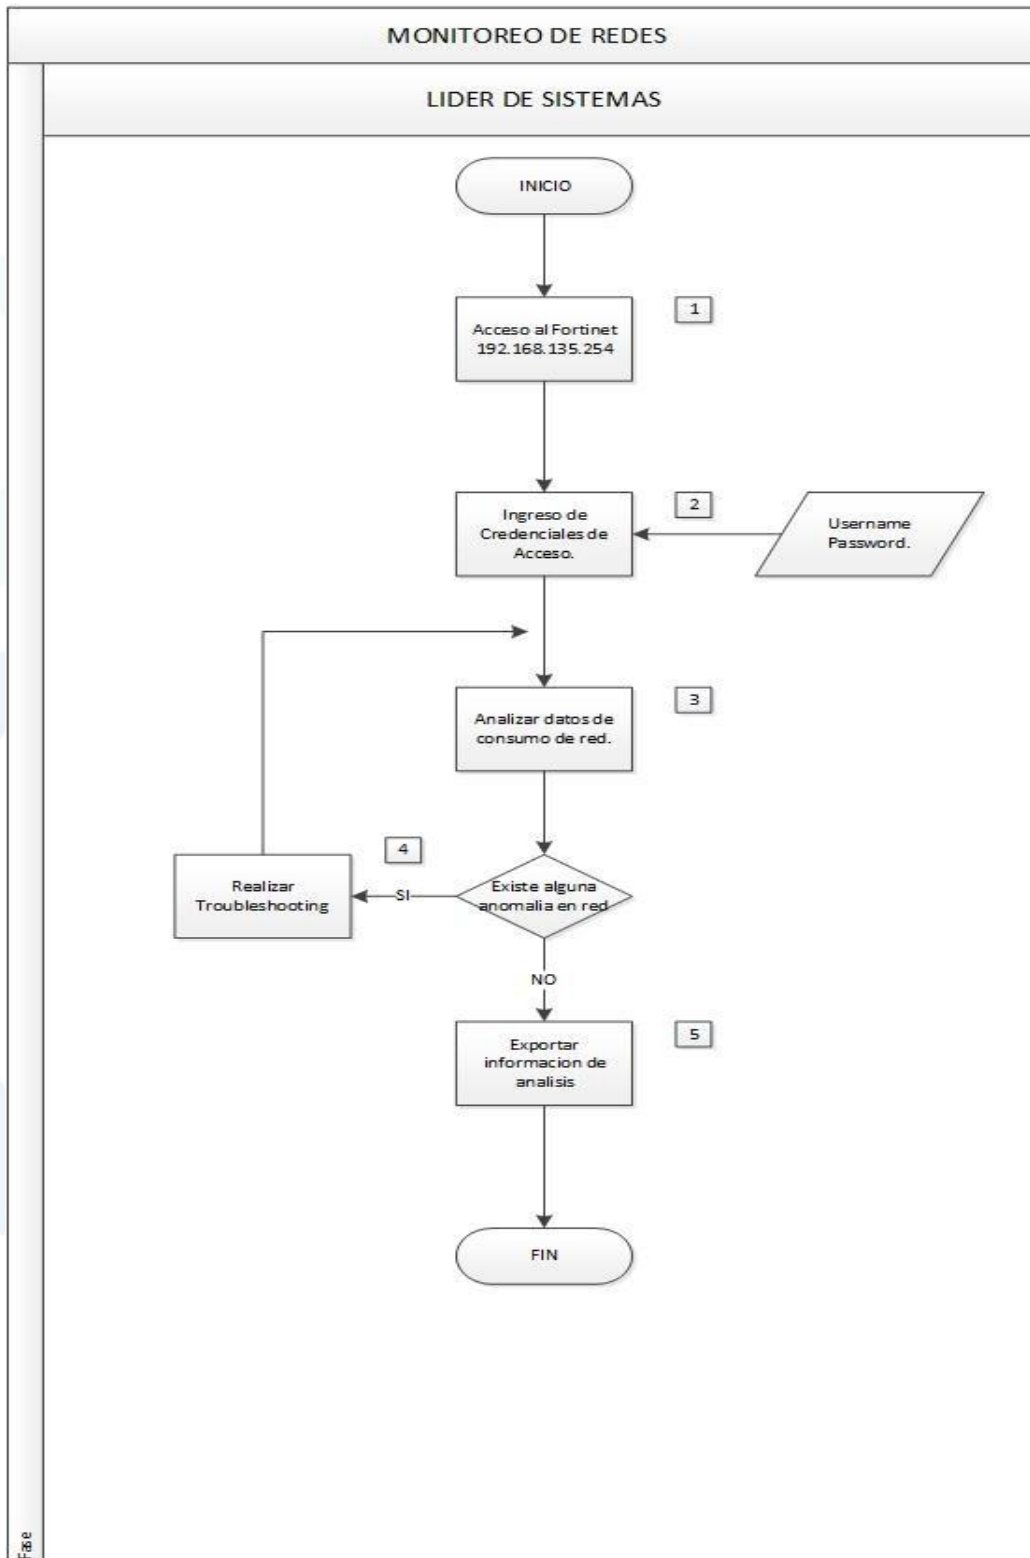 MONITOREO DE REDES
LIDER DE SISTEMAS
INICIO
Acceso al Fortinet
192.168.135.254
1
Ingreso de
Credenciales de
Acceso.
2
Username
Password.
Analizar datos de
consumo de red.
3
Existe alguna
anomalia en red
SI
4
Realizar
Troubleshooting
NO
Exportar
informacion de
analisis
5
FIN
Fase